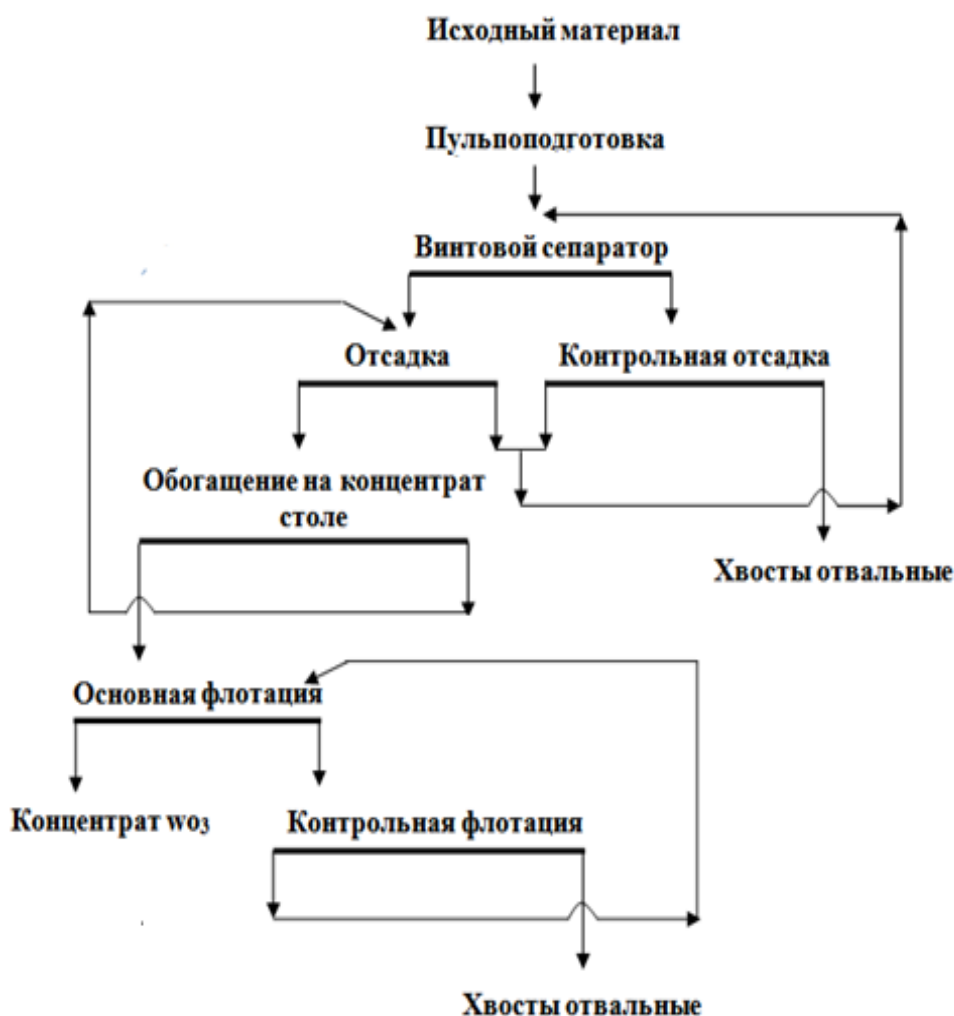 Исходный материал
Пульпоподготовка
Винтовой сепаратор
Отсадка
Контрольная отсадка
Обогащение на концентрат
столе
Хвосты отвальные
Основная флотация
Концентрат wo₃
Контрольная флотация
Хвосты отвальные